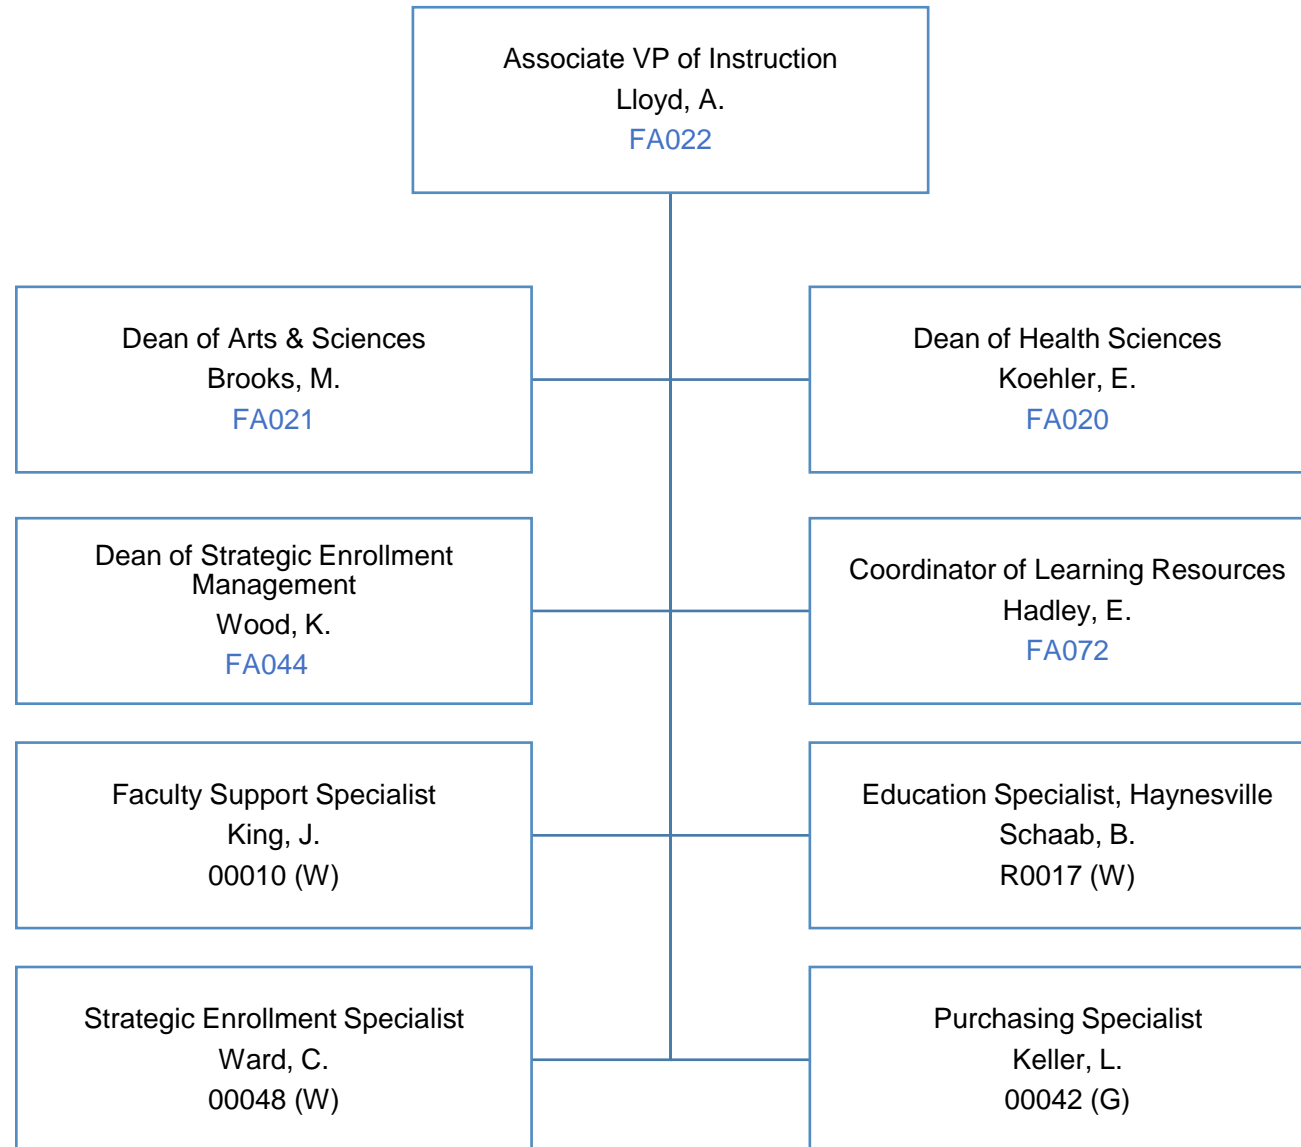 Associate VP of Instruction
Lloyd, A.
FA022
Dean of Arts & Sciences
Brooks, M.
FA021
Dean of Health Sciences
Koehler, E.
FA020
Dean of Strategic Enrollment
Management
Wood, K.
FA044
Coordinator of Learning Resources
Hadley, E.
FA072
Faculty Support Specialist
King, J.
00010 (W)
Education Specialist, Haynesville
Schaab, B.
R0017 (W)
Strategic Enrollment Specialist
Ward, C.
00048 (W)
Purchasing Specialist
Keller, L.
00042 (G)